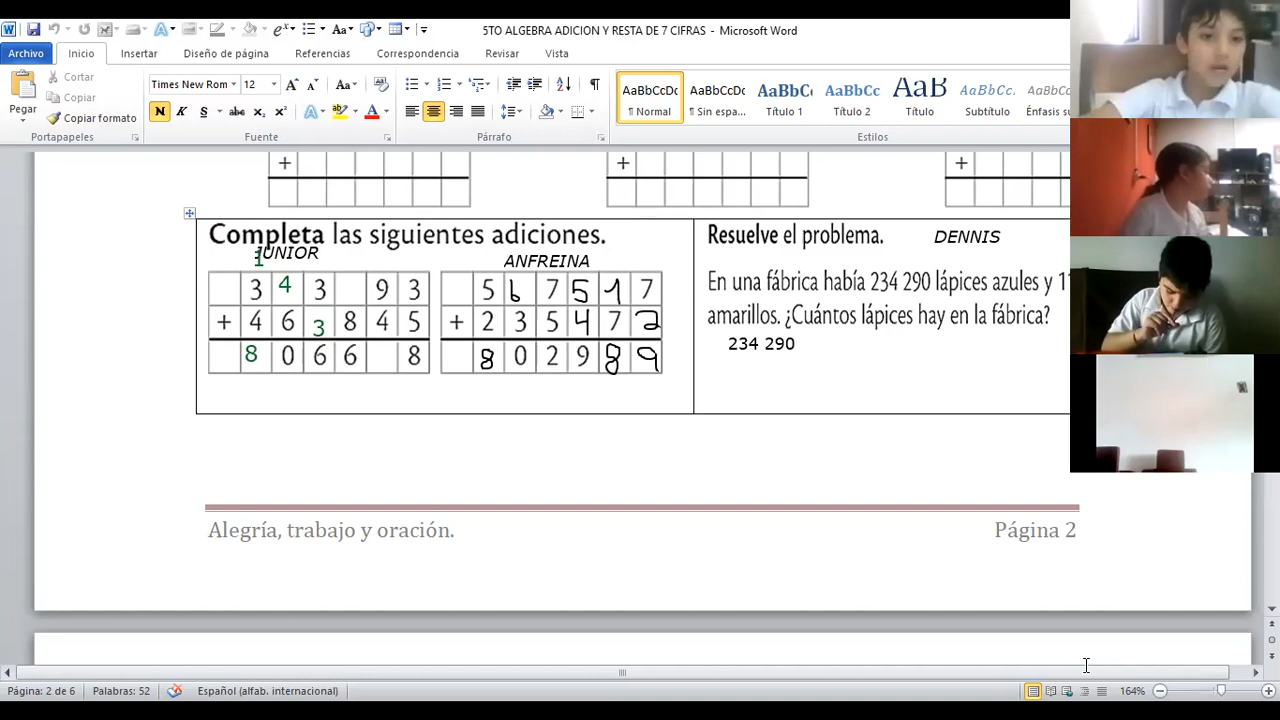 5TO ALGEBRA ADICION Y RESTA DE 7 CIFRAS - Microsoft Word
Archivo Inicio Insertar Diseño de página Referencias Correspondencia Revisar Vista
Pegar
Cortar
Copiar
Copiar formato
Portapapeles
Times New Rom 12
N K S abc x₂ x²
Fuente
Párrafo
AaBbCcDc AaBbCcDc AaBbC AaBbCc AaB AaBbCc. AaBbCcD
¶ Normal ¶ Sin espa... Título 1 Título 2 Título Subtítulo Énfasis su
Estilos
+ + +
Completa las siguientes adiciones.
1
JUNIOR
ANFREINA
3 4 3 9 3
+ 4 6 3 8 4 5
8 0 6 6 8
5 6 7 5 1 7
+ 2 3 5 4 7 2
8 0 2 9 8 9
Resuelve el problema. DENNIS
En una fábrica había 234 290 lápices azules y 1
amarillos. ¿Cuántos lápices hay en la fábrica?
234 290
Alegría, trabajo y oración. Página 2
Página: 2 de 6 Palabras: 52 Español (alfab. internacional) 164%